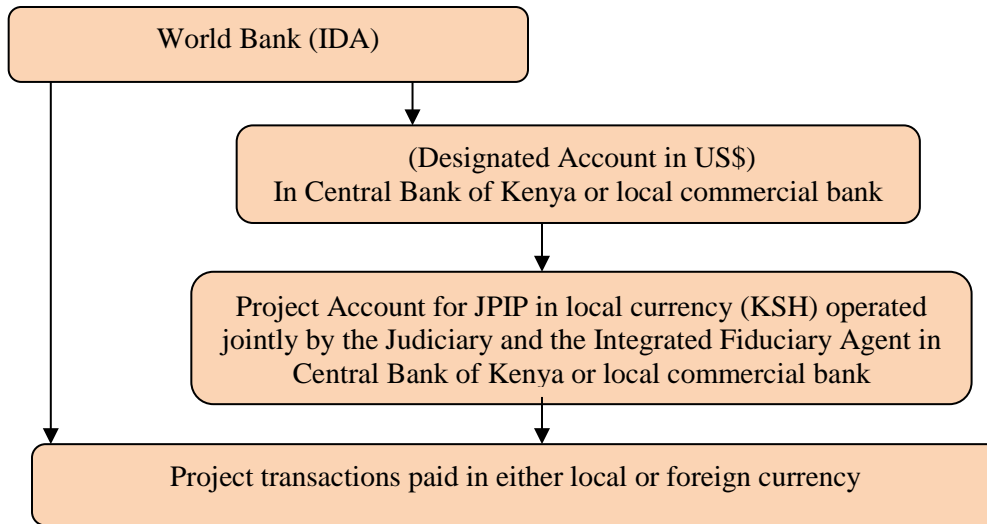 World Bank (IDA)
(Designated Account in US$)
In Central Bank of Kenya or local commercial bank
Project Account for JPIP in local currency (KSH) operated
jointly by the Judiciary and the Integrated Fiduciary Agent in
Central Bank of Kenya or local commercial bank
Project transactions paid in either local or foreign currency